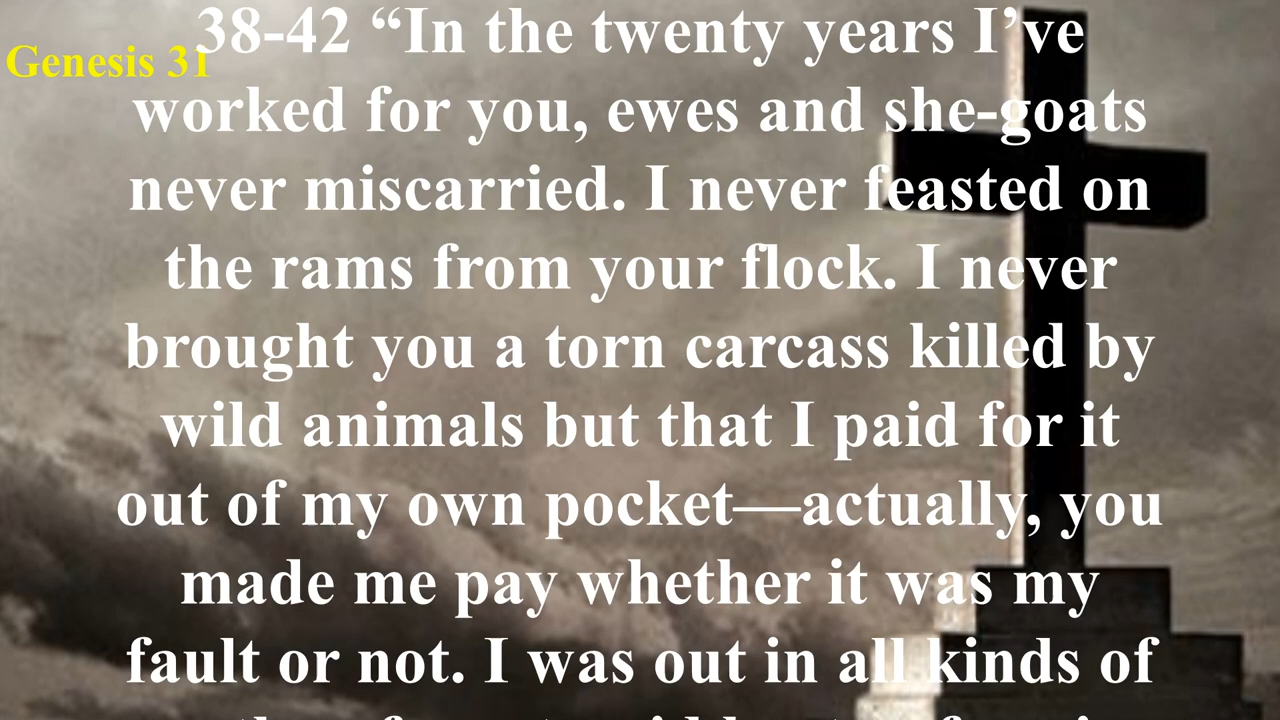 38-42 “In the twenty years I’ve
Genesis 31
worked for you, ewes and she-goats
never miscarried. I never feasted on
the rams from your flock. I never
brought you a torn carcass killed by
wild animals but that I paid for it
out of my own pocket—actually, you
made me pay whether it was my
fault or not. I was out in all kinds of